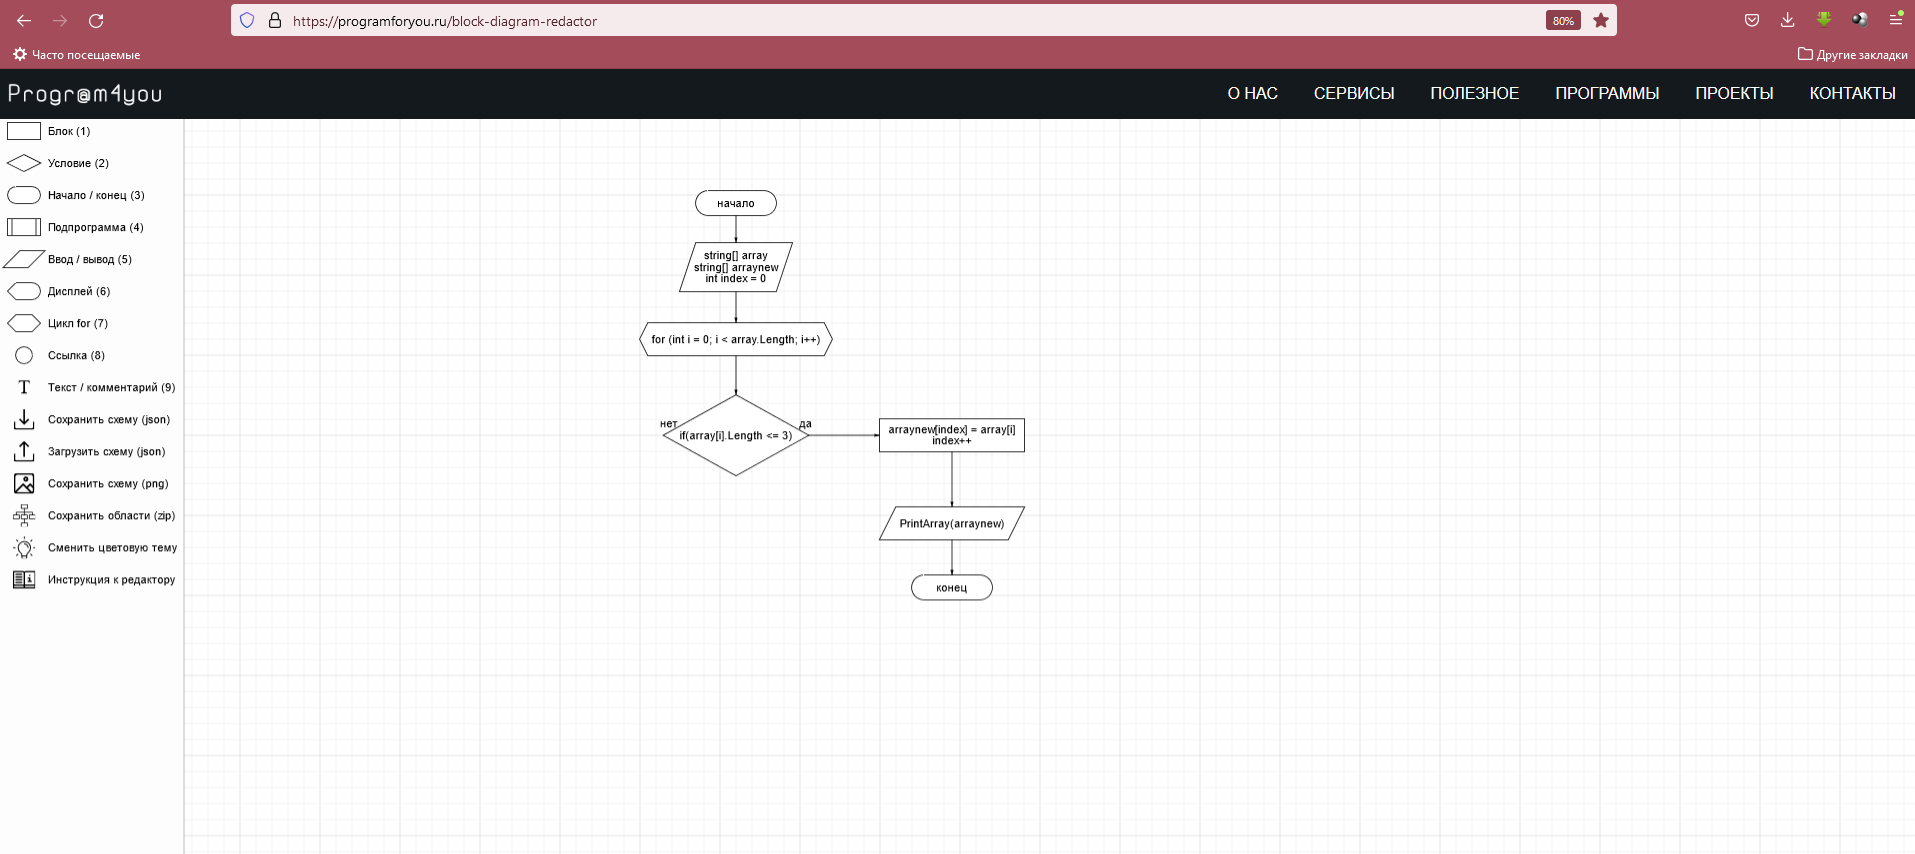 https://programforyou.ru/block-diagram-redactor
80%
Часто посещаемые
Другие закладки
Progr@m4you
О НАС
СЕРВИСЫ
ПОЛЕЗНОЕ
ПРОГРАММЫ
ПРОЕКТЫ
КОНТАКТЫ
Блок (1)
Условие (2)
Начало / конец (3)
Подпрограмма (4)
Ввод / вывод (5)
Дисплей (6)
Цикл for (7)
Ссылка (8)
Текст / комментарий (9)
Сохранить схему (json)
Загрузить схему (json)
Сохранить схему (png)
Сохранить области (zip)
Сменить цветовую тему
Инструкция к редактору
начало
string[] array
string[] arraynew
int index = 0
for (int i = 0; i < array.Length; i++)
нет
да
if(array[i].Length <= 3)
arraynew[index] = array[i]
index++
PrintArray(arraynew)
конец